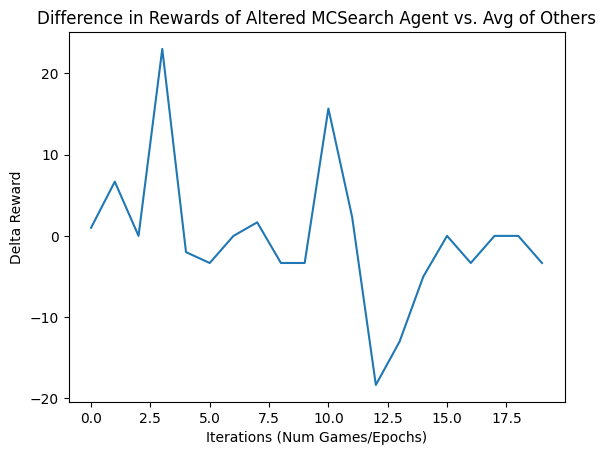 Difference in Rewards of Altered MCSearch Agent vs. Avg of Others
20
10
0
−10
−20
Delta Reward
0.0 2.5 5.0 7.5 10.0 12.5 15.0 17.5
Iterations (Num Games/Epochs)